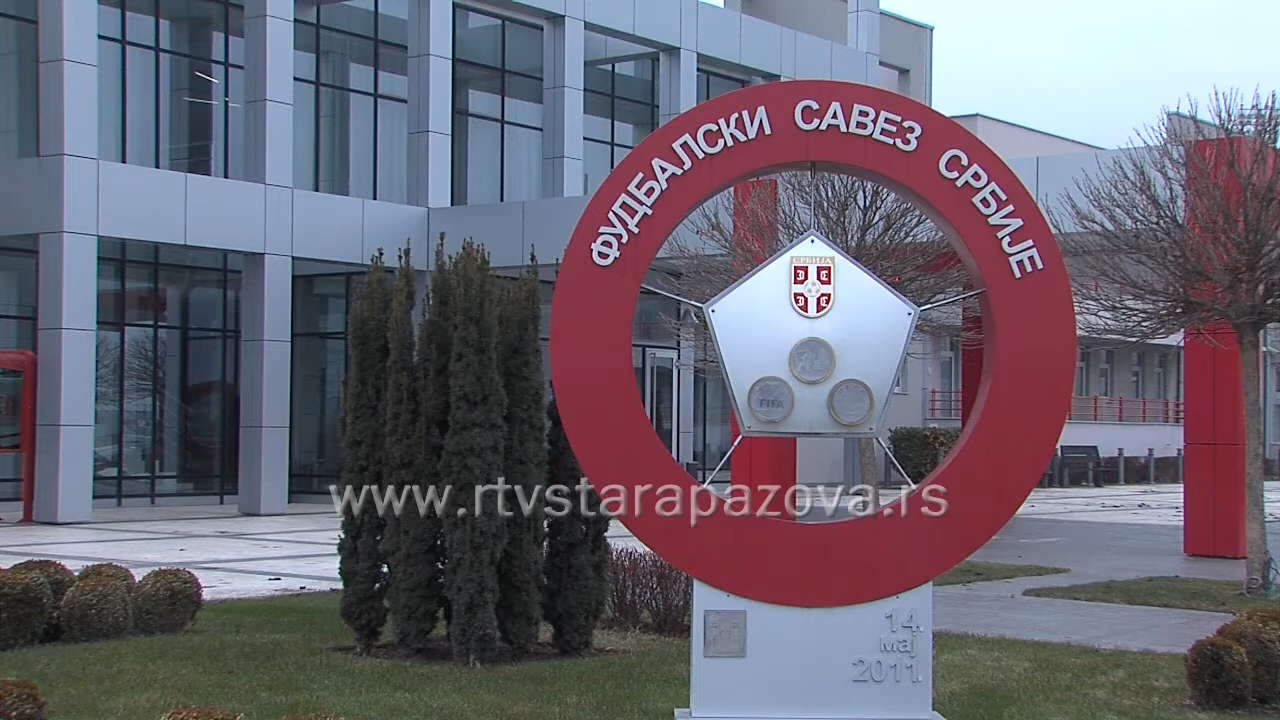 ФУДБАЛСКИ САВЕЗ СРБИЈЕ
СРБИЈА
FIFA
www.rtvstarapazova.rs
14.
мај
2011.